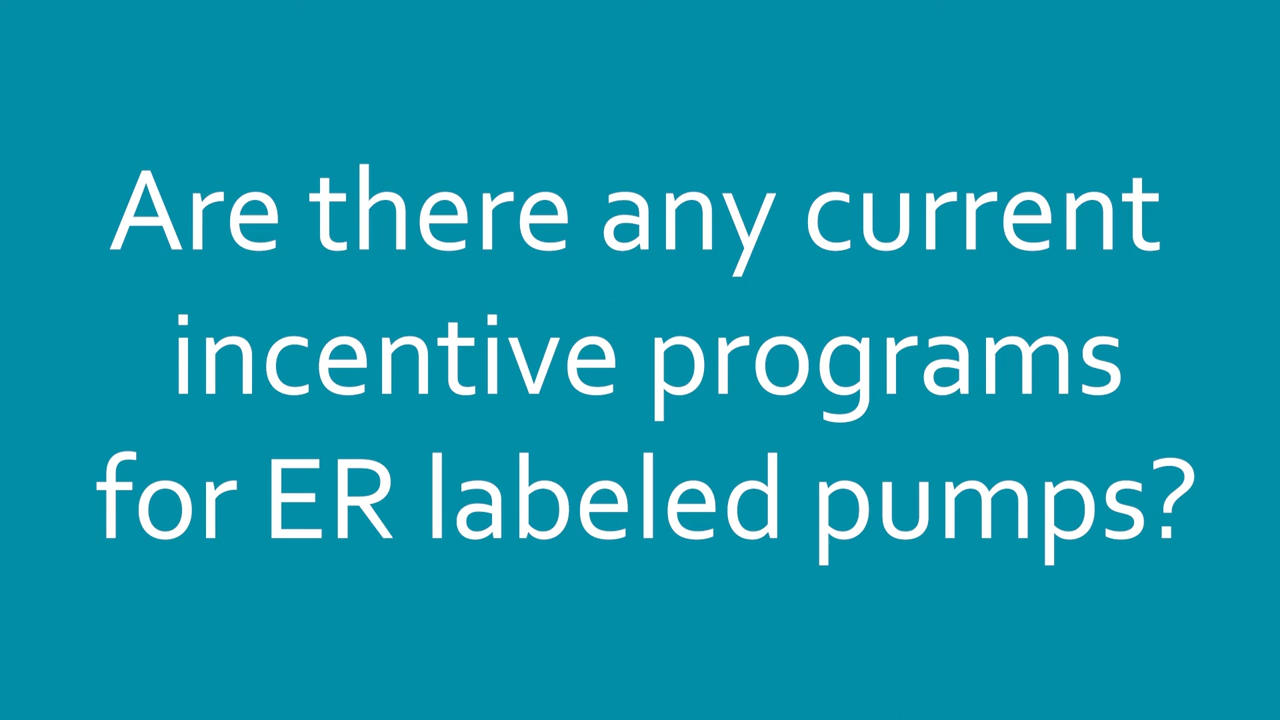 Are there any current
incentive programs
for ER labeled pumps?